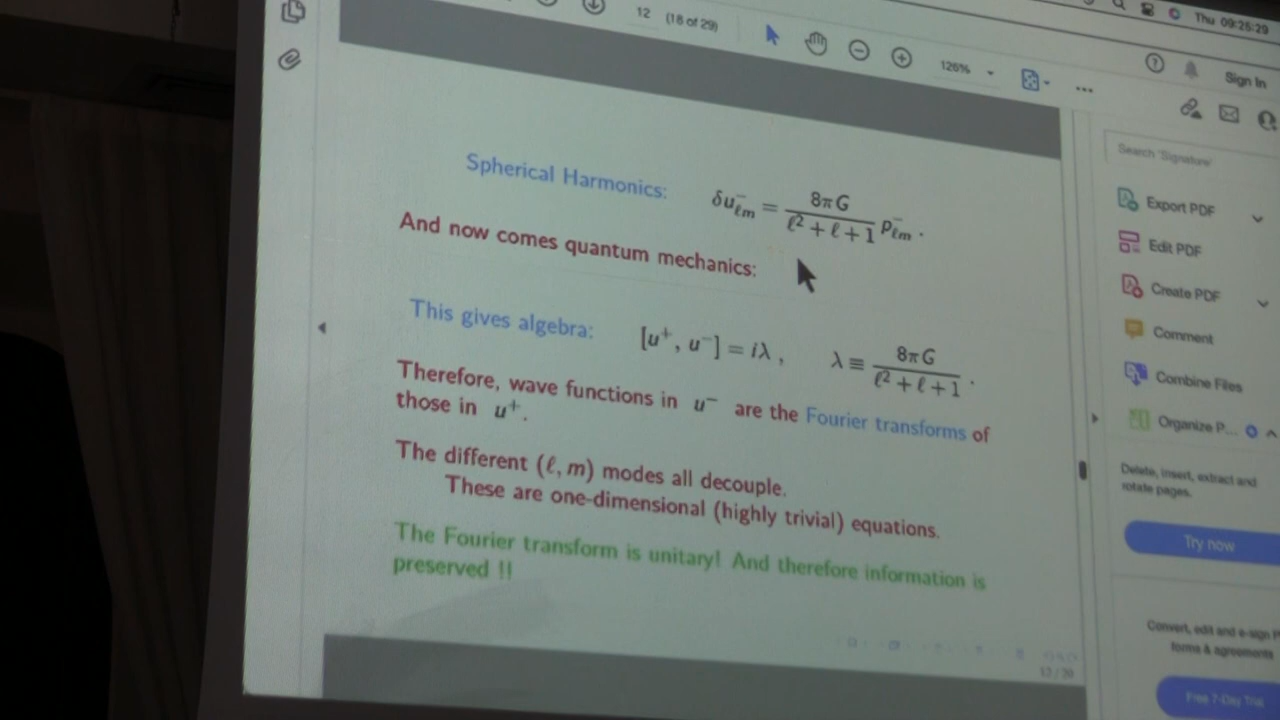 12 (18 of 29)
126%
Thu 09:25:29
Sign In
Spherical Harmonics: δu⁻_{ℓm} = 8πG / (ℓ² + ℓ + 1) p⁻_{ℓm} .
And now comes quantum mechanics:
This gives algebra: [u⁺, u⁻] = iλ , λ ≡ 8πG / (ℓ² + ℓ + 1) .
Therefore, wave functions in u⁻ are the Fourier transforms of
those in u⁺.
The different (ℓ, m) modes all decouple.
These are one-dimensional (highly trivial) equations.
The Fourier transform is unitary! And therefore information is
preserved !!
Search 'Signature'
Export PDF
Edit PDF
Create PDF
Comment
Combine Files
Organize P...
Delete, insert, extract and
rotate pages.
Try now
Convert, edit and e-sign
forms & agreements
Free 7-Day Trial